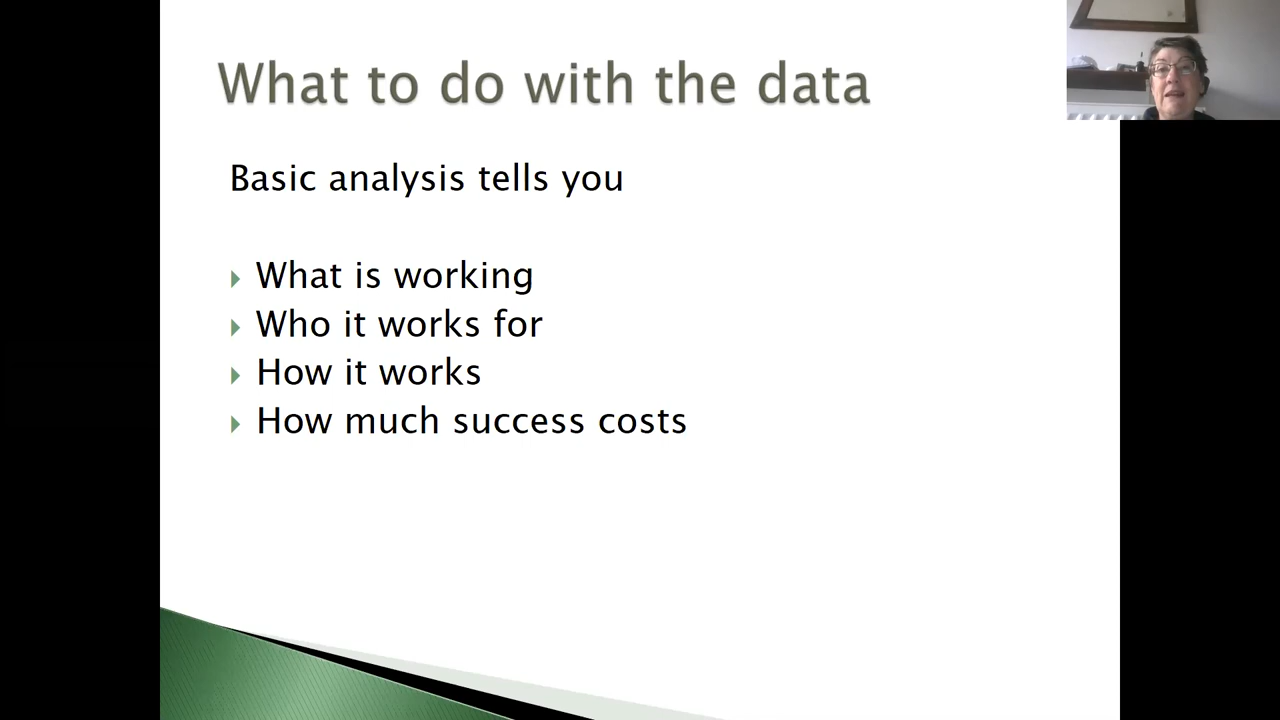 What to do with the data
Basic analysis tells you
What is working
Who it works for
How it works
How much success costs